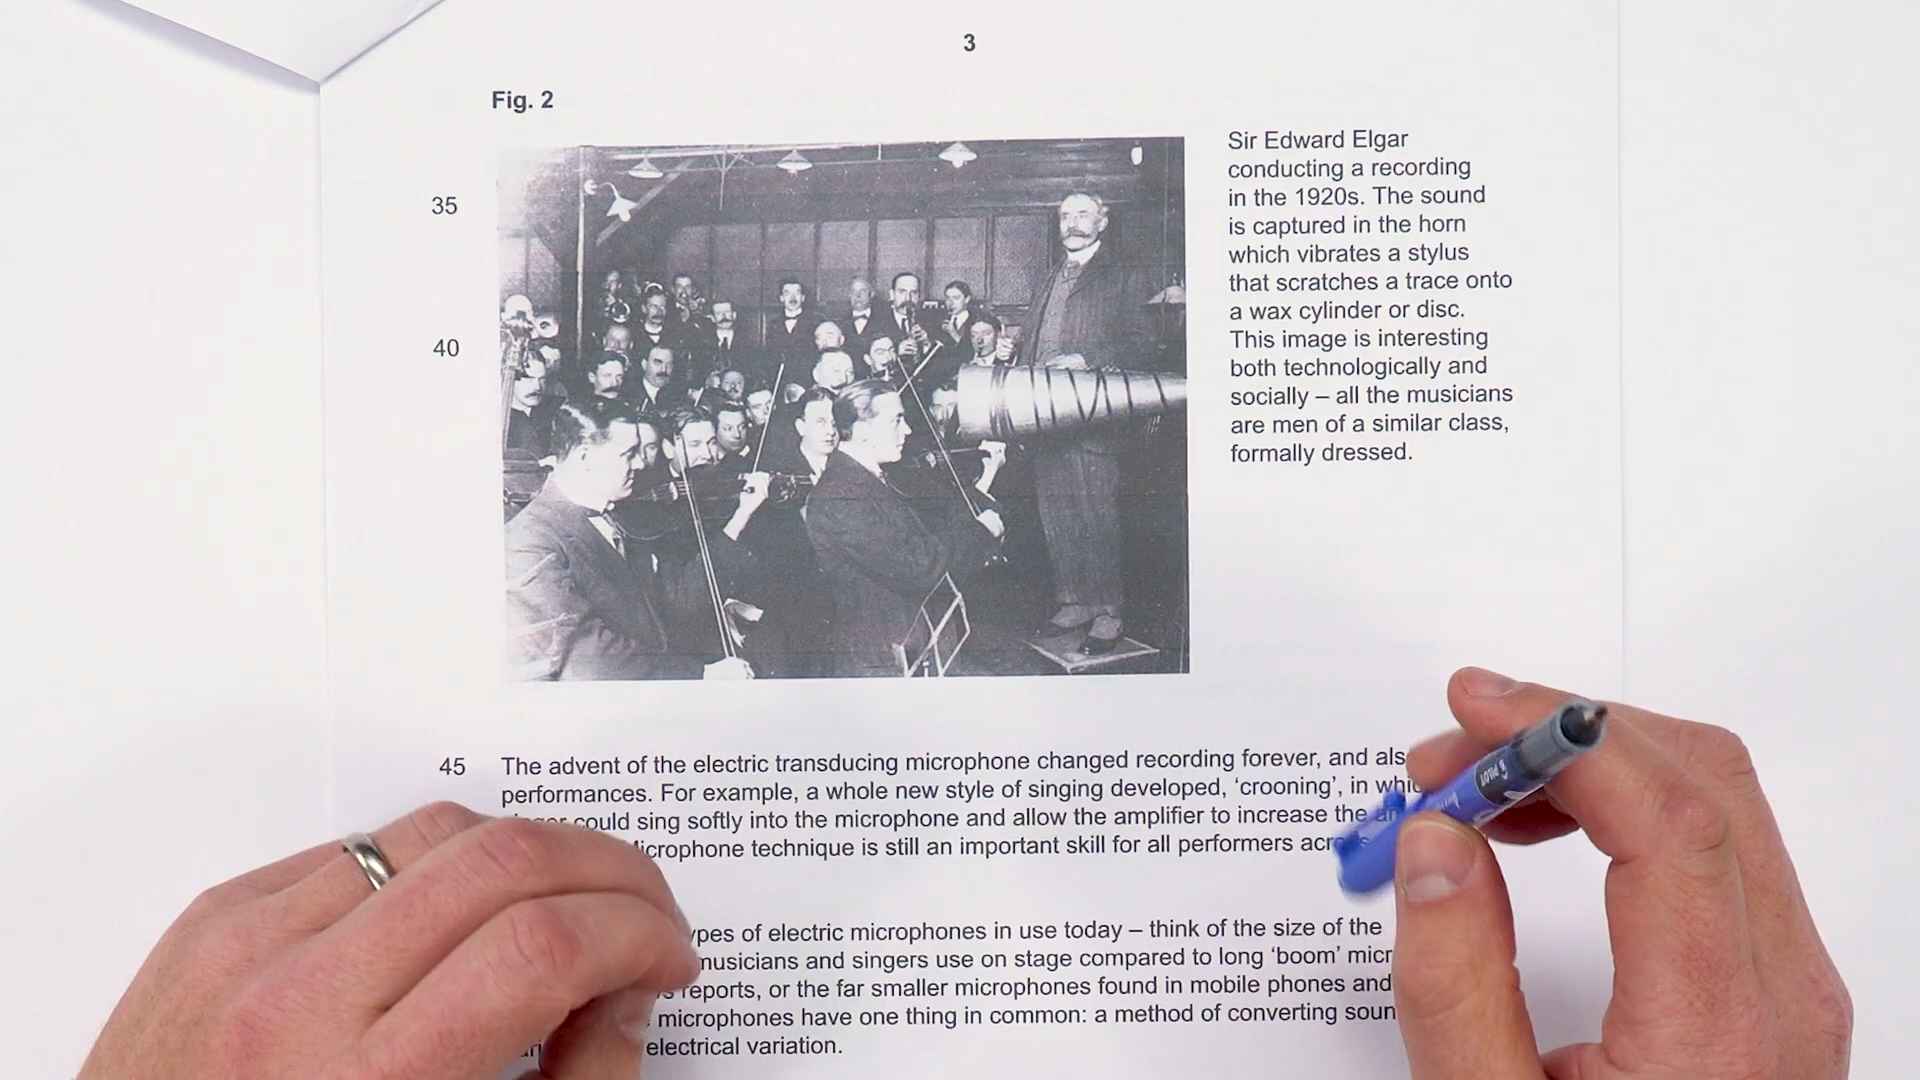 3
Fig. 2
Sir Edward Elgar
conducting a recording
in the 1920s. The sound
is captured in the horn
which vibrates a stylus
that scratches a trace onto
a wax cylinder or disc.
This image is interesting
both technologically and
socially – all the musicians
are men of a similar class,
formally dressed.
35
40
45 The advent of the electric transducing microphone changed recording forever, and als
performances. For example, a whole new style of singing developed, ‘crooning’, in whic
could sing softly into the microphone and allow the amplifier to increase the
icrophone technique is still an important skill for all performers acr
ypes of electric microphones in use today – think of the size of the
musicians and singers use on stage compared to long ‘boom’ micr
reports, or the far smaller microphones found in mobile phones and
microphones have one thing in common: a method of converting soun
electrical variation.
PILOT